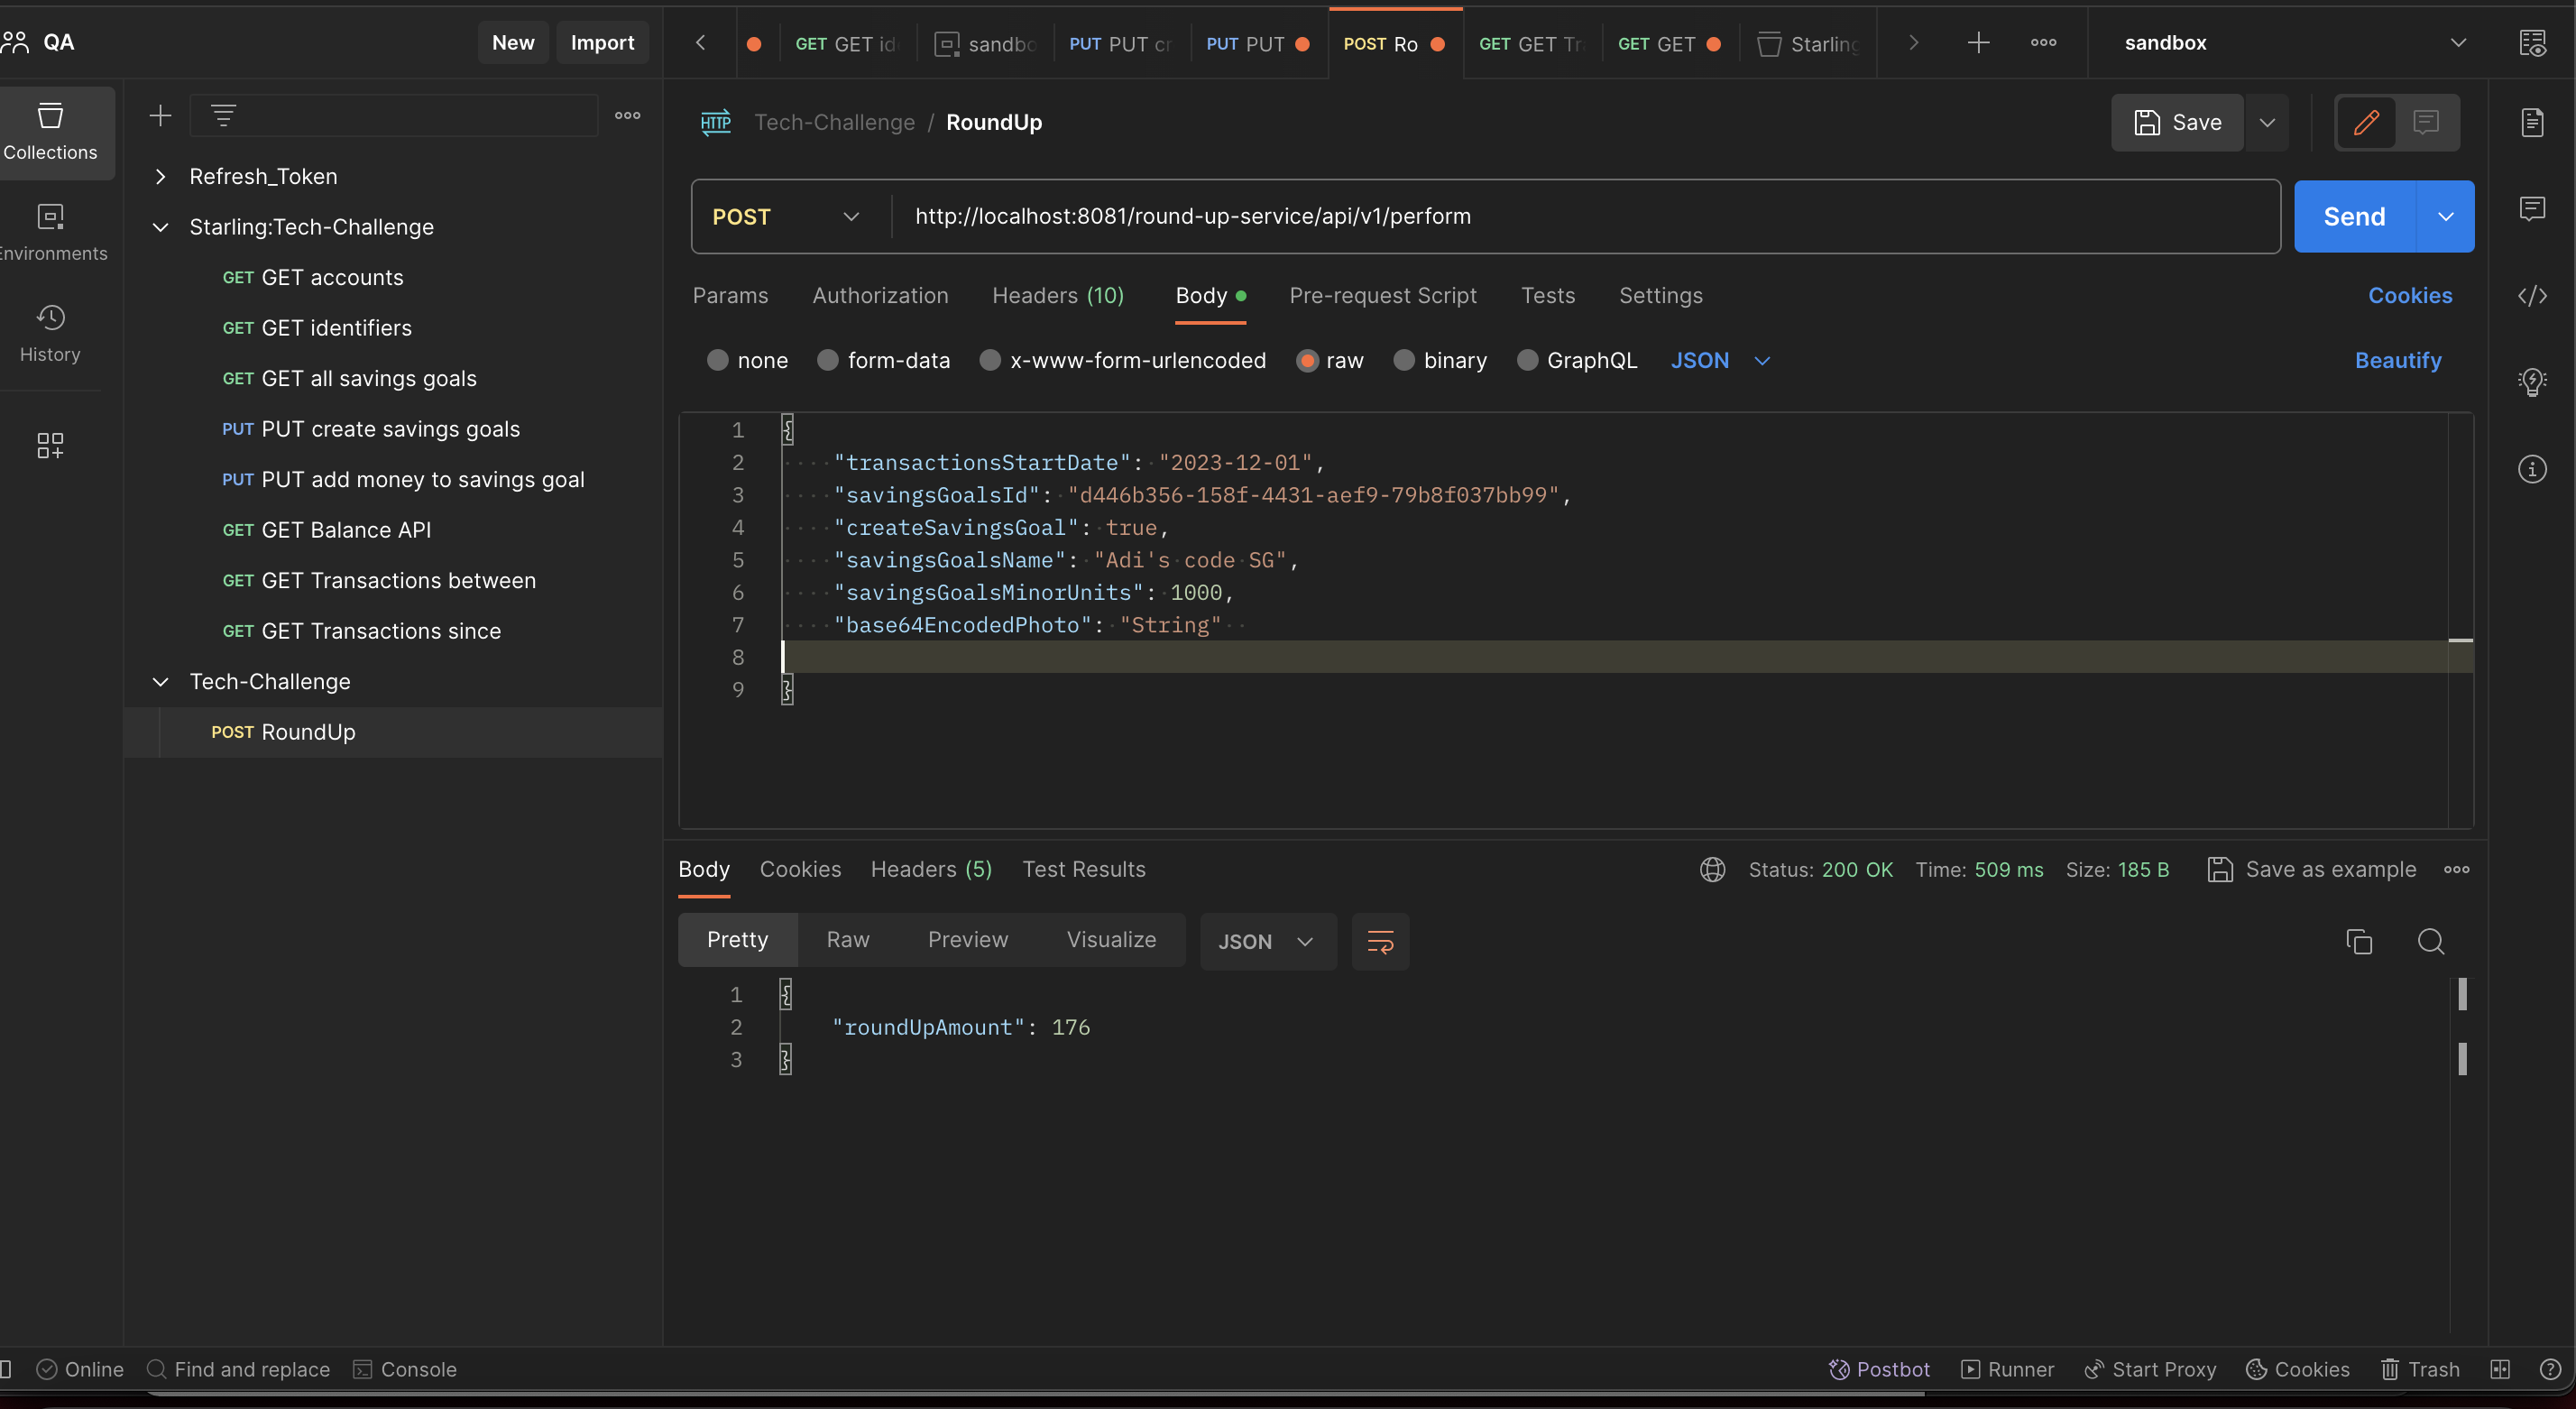 QA
New
Import
GET GET id
sandbo
PUT PUT cr
PUT PUT
POST Ro
GET GET Tr
GET GET
Starling
sandbox
Collections
Environments
History
Refresh_Token
Starling:Tech-Challenge
GET GET accounts
GET GET identifiers
GET GET all savings goals
PUT PUT create savings goals
PUT PUT add money to savings goal
GET GET Balance API
GET GET Transactions between
GET GET Transactions since
Tech-Challenge
POST RoundUp
HTTP Tech-Challenge / RoundUp
Save
POST http://localhost:8081/round-up-service/api/v1/perform
Send
Params Authorization Headers (10) Body Pre-request Script Tests Settings Cookies
none form-data x-www-form-urlencoded raw binary GraphQL JSON Beautify
1 {
2 "transactionsStartDate": "2023-12-01",
3 "savingsGoalsId": "d446b356-158f-4431-aef9-79b8f037bb99",
4 "createSavingsGoal": true,
5 "savingsGoalsName": "Adi's code SG",
6 "savingsGoalsMinorUnits": 1000,
7 "base64EncodedPhoto": "String"
8
9 }
Body Cookies Headers (5) Test Results Status: 200 OK Time: 509 ms Size: 185 B Save as example
Pretty Raw Preview Visualize JSON
1 {
2 "roundUpAmount": 176
3 }
Online Find and replace Console Postbot Runner Start Proxy Cookies Trash